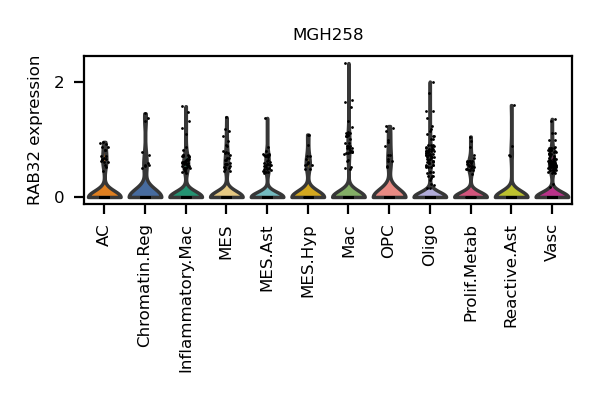 MGH258
RAB32 expression
2
0
AC
Chromatin.Reg
Inflammatory.Mac
MES
MES.Ast
MES.Hyp
Mac
OPC
Oligo
Prolif.Metab
Reactive.Ast
Vasc